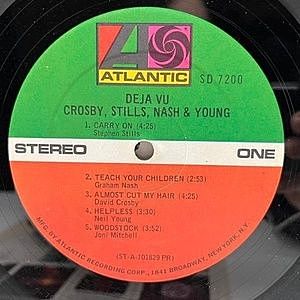 ATLANTIC
SD 7200
DEJA VU
CROSBY, STILLS, NASH & YOUNG
1. CARRY ON (4:25)
Stephen Stills
STEREO
ONE
2. TEACH YOUR CHILDREN (2:53)
Graham Nash
3. ALMOST CUT MY HAIR (4:25)
David Crosby
4. HELPLESS (3:30)
Neil Young
5. WOODSTOCK (3:52)
Joni Mitchell
(ST-A-701829 PR)
MFG. BY ATLANTIC RECORDING CORP., 1841 BROADWAY, NEW YORK, N.Y.